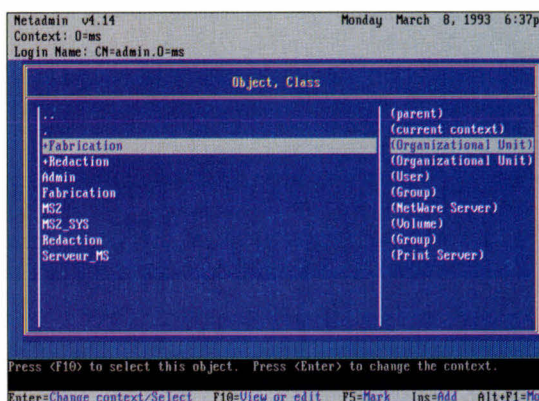 Netadmin v4.14 Monday March 8, 1993 6:37p
Context: O=ms
Login Name: CN=admin.O=ms
Object, Class
.. (parent)
. (current context)
+Fabrication (Organizational Unit)
+Redaction (Organizational Unit)
Admin (User)
Fabrication (Group)
MS2 (NetWare Server)
MS2_SYS (Volume)
Redaction (Group)
Serveur_MS (Print Server)
Press <F10> to select this object. Press <Enter> to change the context.
Enter=Change context/Select F10=View or edit F5=Mark Ins=Add Alt+F1=Mo